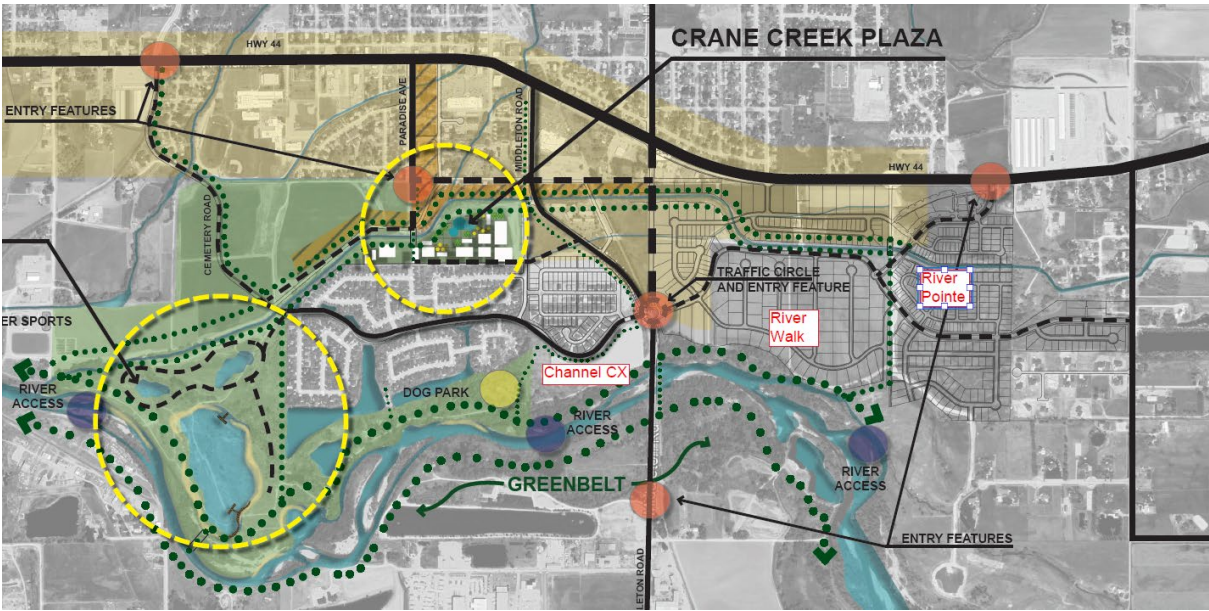 HWY 44
CRANE CREEK PLAZA
ENTRY FEATURES
PARADISE AVE
MIDDLETON ROAD
HWY 44
CEMETERY ROAD
TRAFFIC CIRCLE
AND ENTRY FEATURE
River
Pointe
River
Walk
ER SPORTS
Channel CX
DOG PARK
RIVER
ACCESS
RIVER
ACCESS
RIVER
ACCESS
GREENBELT
ENTRY FEATURES
LETON ROAD